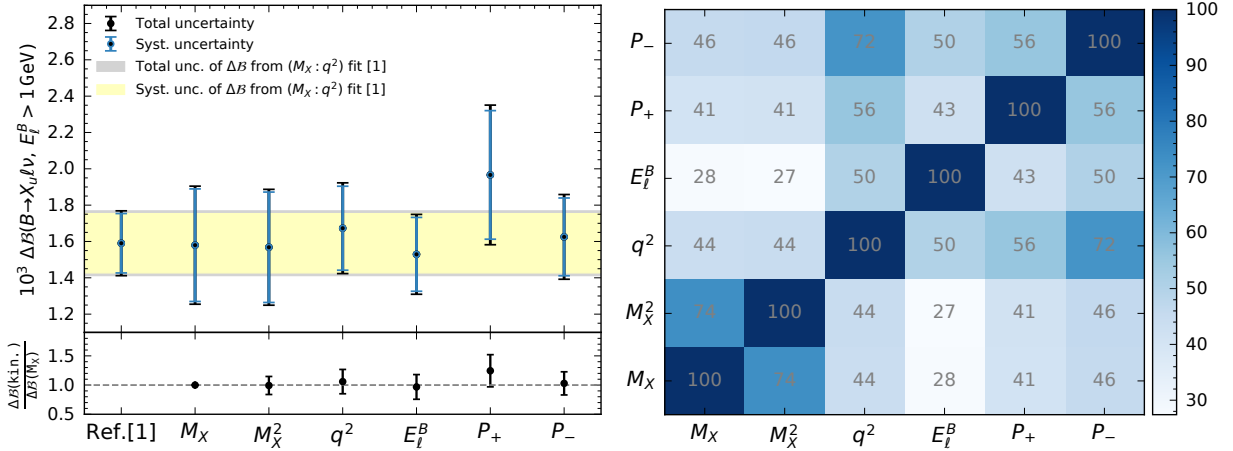 2.8
2.6
2.4
2.2
2.0
1.8
1.6
1.4
1.2
10³ Δℬ(B→X_uℓν, E_ℓ^B > 1 GeV)
Total uncertainty
Syst. uncertainty
Total unc. of Δℬ from (M_X : q²) fit [1]
Syst. unc. of Δℬ from (M_X : q²) fit [1]
1.5
1.0
0.5
Δℬ(kin.)
Δℬ(M_X)
Ref.[1] M_X M_X² q² E_ℓ^B P₊ P₋
P₋ 46 46 72 50 56 100
P₊ 41 41 56 43 100 56
E_ℓ^B 28 27 50 100 43 50
q² 44 44 100 50 56 72
M_X² 74 100 44 27 41 46
M_X 100 74 44 28 41 46
M_X M_X² q² E_ℓ^B P₊ P₋
100
90
80
70
60
50
40
30